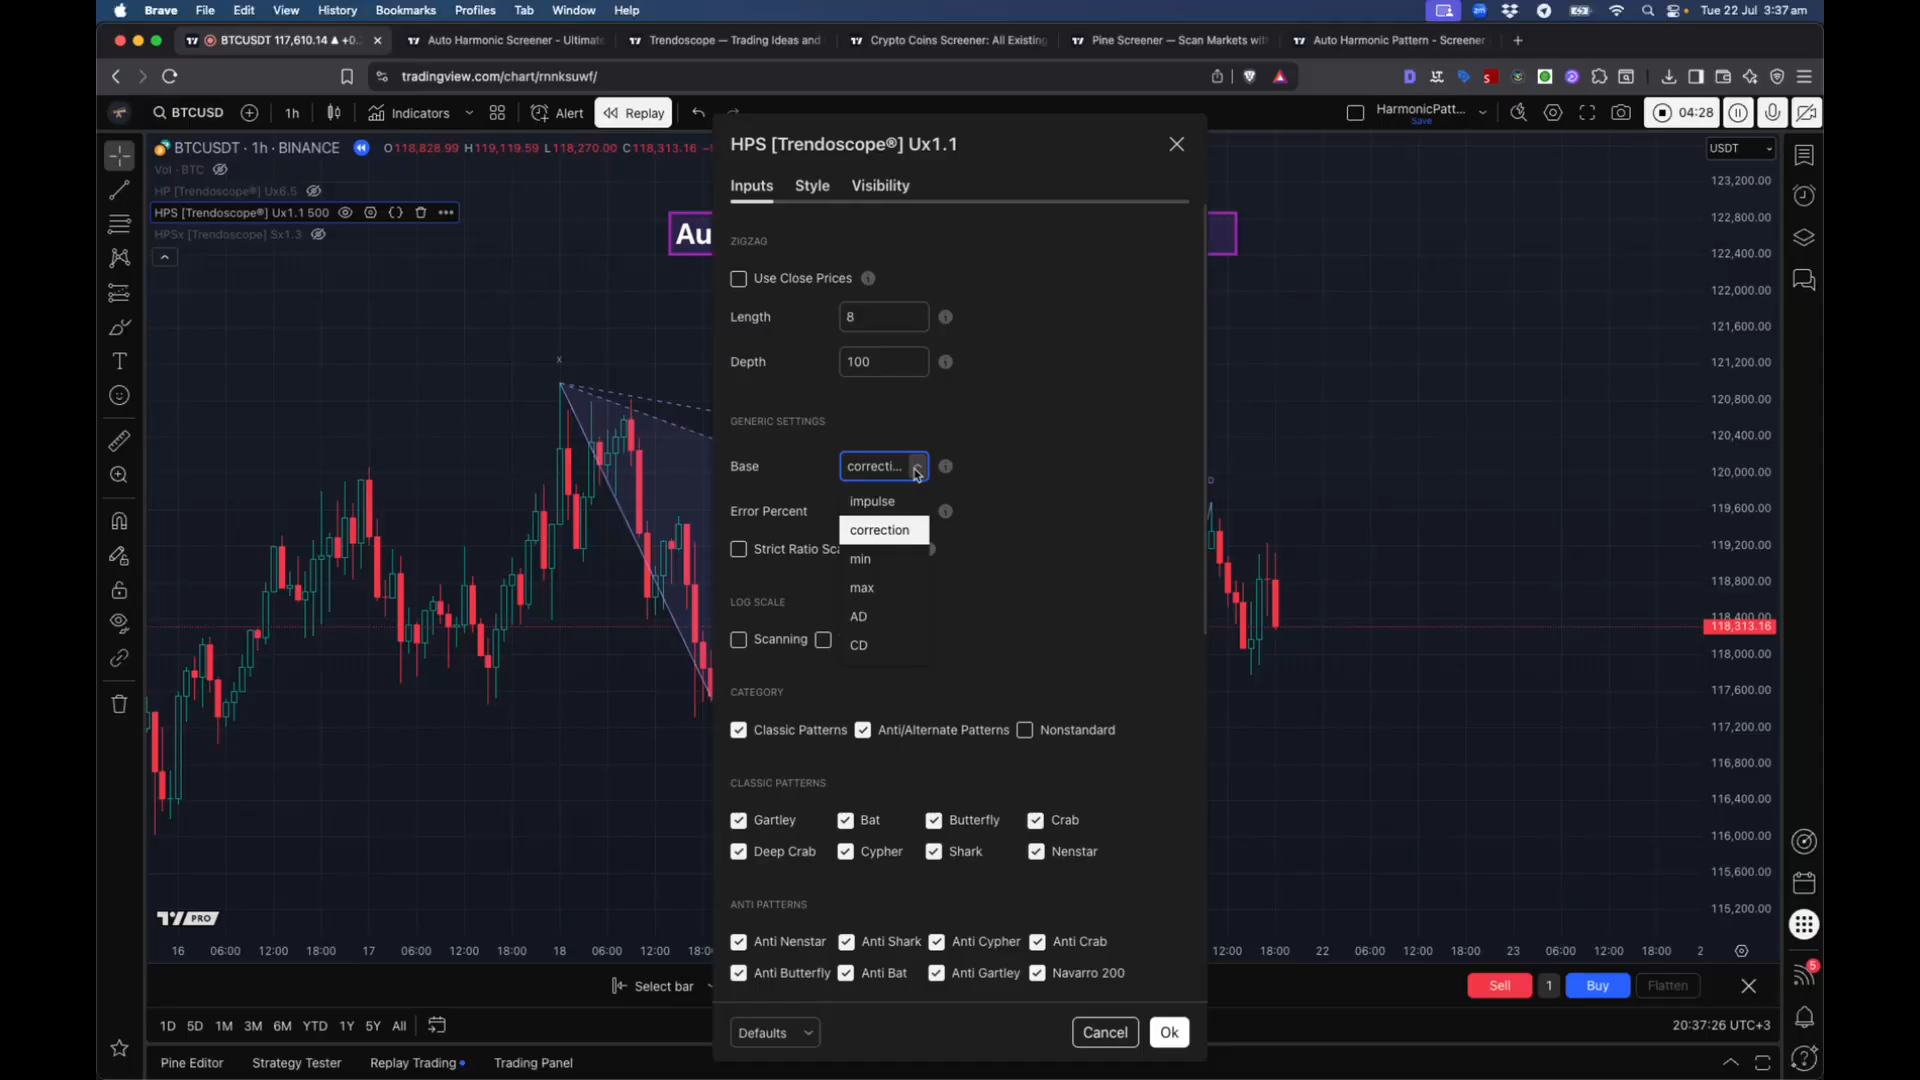 Brave File Edit View History Bookmarks Profiles Tab Window Help Tue 22 Jul 3:37am
BTCUSDT 117,610.14 ▲ +0.. Auto Harmonic Screener - Ultimate Trendoscope — Trading Ideas and Crypto Coins Screener: All Existing Pine Screener — Scan Markets with Auto Harmonic Pattern - Screener
tradingview.com/chart/rnnksuwf/
BTCUSD 1h Indicators Alert Replay HarmonicPatt... Save 04:28
BTCUSDT · 1h · BINANCE O118,828.99 H119,119.59 L118,270.00 C118,313.16
Vol · BTC
HP [Trendoscope®] Ux6.5
HPS [Trendoscope®] Ux1.1 500
HPSx [Trendoscope] Sx1.3
Au
X
D
HPS [Trendoscope®] Ux1.1
Inputs Style Visibility
ZIGZAG
Use Close Prices
Length 8
Depth 100
GENERIC SETTINGS
Base correcti...
impulse
Error Percent
correction
Strict Ratio Sca
min
max
LOG SCALE
AD
Scanning
CD
CATEGORY
Classic Patterns Anti/Alternate Patterns Nonstandard
CLASSIC PATTERNS
Gartley Bat Butterfly Crab
Deep Crab Cypher Shark Nenstar
ANTI PATTERNS
Anti Nenstar Anti Shark Anti Cypher Anti Crab
Anti Butterfly Anti Bat Anti Gartley Navarro 200
Defaults Cancel Ok
USDT
123,200.00
122,800.00
122,400.00
122,000.00
121,600.00
121,200.00
120,800.00
120,400.00
120,000.00
119,600.00
119,200.00
118,800.00
118,400.00
118,313.16
118,000.00
117,600.00
117,200.00
116,800.00
116,400.00
116,000.00
115,600.00
115,200.00
PRO
16 06:00 12:00 18:00 17 06:00 12:00 18:00 18 06:00 12:00 18:00 12:00 18:00 22 06:00 12:00 18:00 23 06:00 12:00 18:00 2
Select bar Sell 1 Buy Flatten
5
1D 5D 1M 3M 6M YTD 1Y 5Y All 20:37:26 UTC+3
Pine Editor Strategy Tester Replay Trading Trading Panel